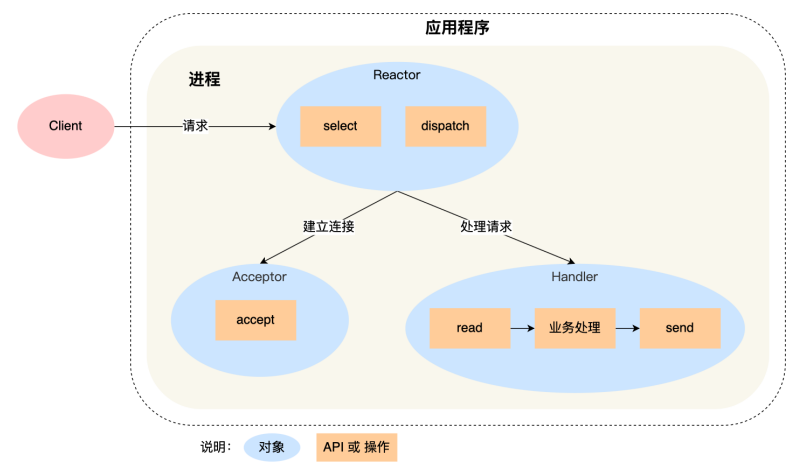 应用程序
进程
Reactor
Client
请求
select
dispatch
建立连接
处理请求
Acceptor
Handler
accept
read
业务处理
send
说明：
对象
API 或 操作